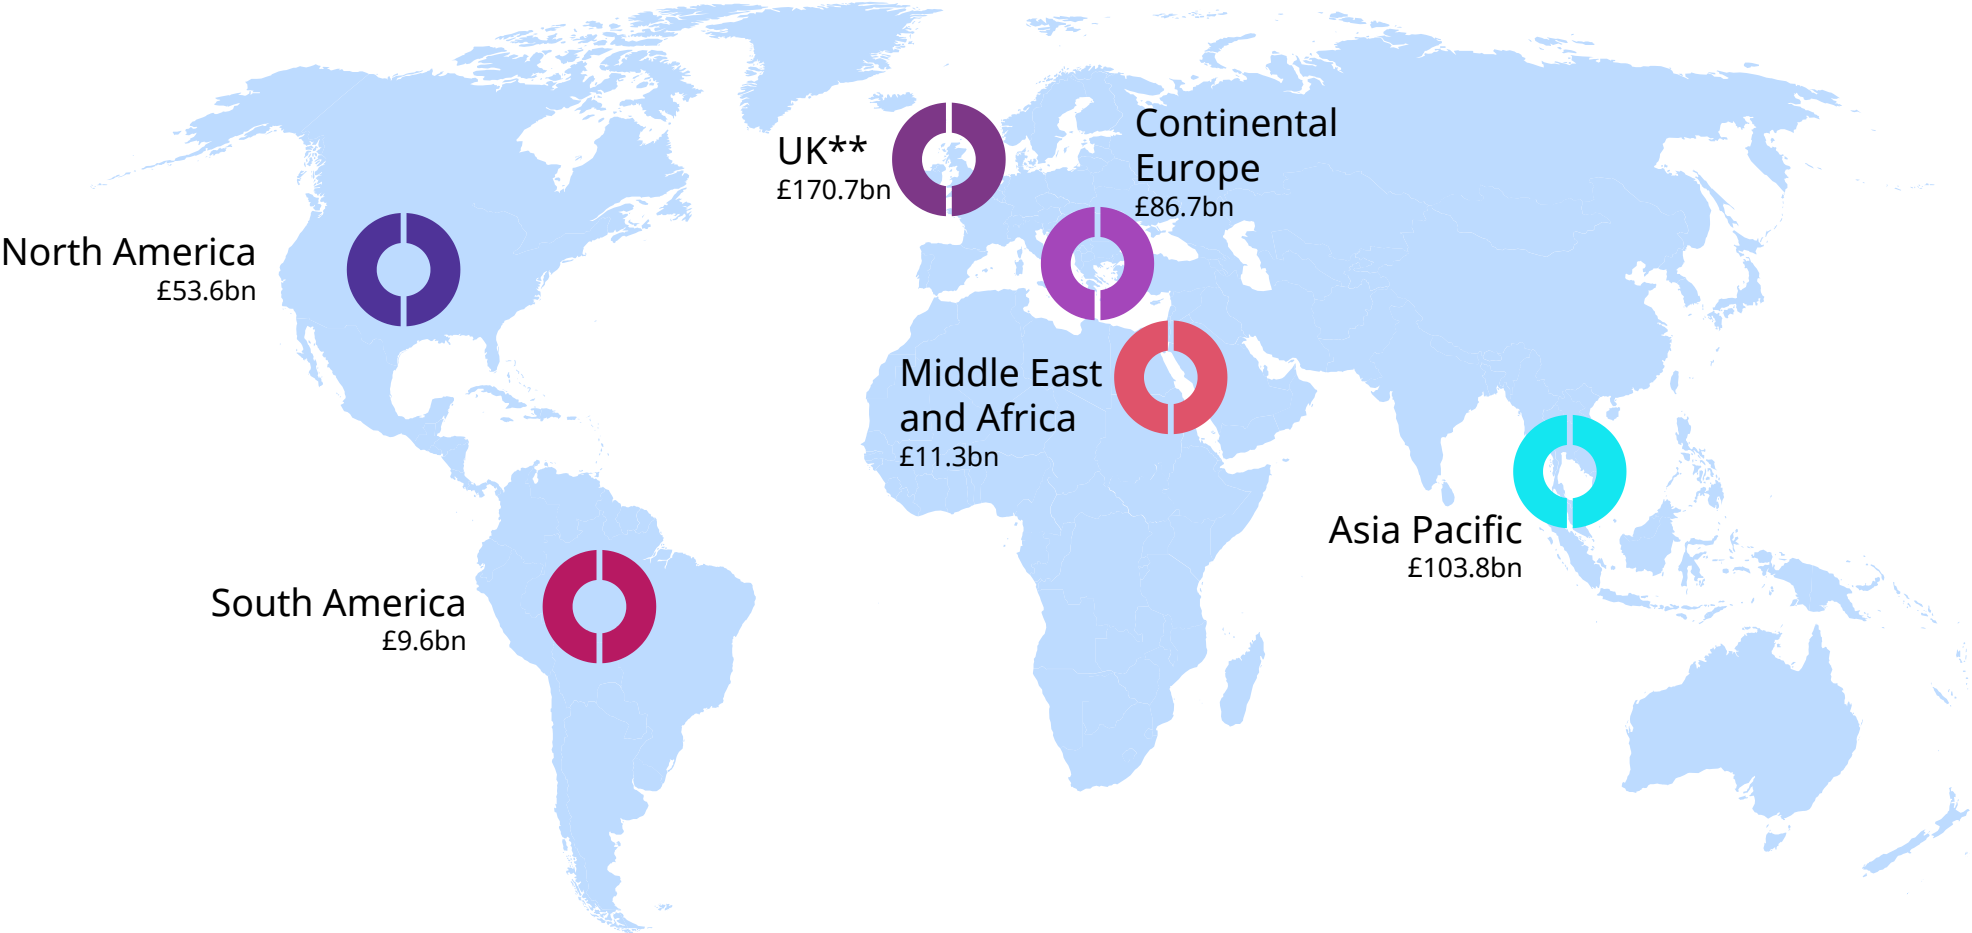 UK**
£170.7bn
Continental
Europe
£86.7bn
North America
£53.6bn
Middle East
and Africa
£11.3bn
Asia Pacific
£103.8bn
South America
£9.6bn